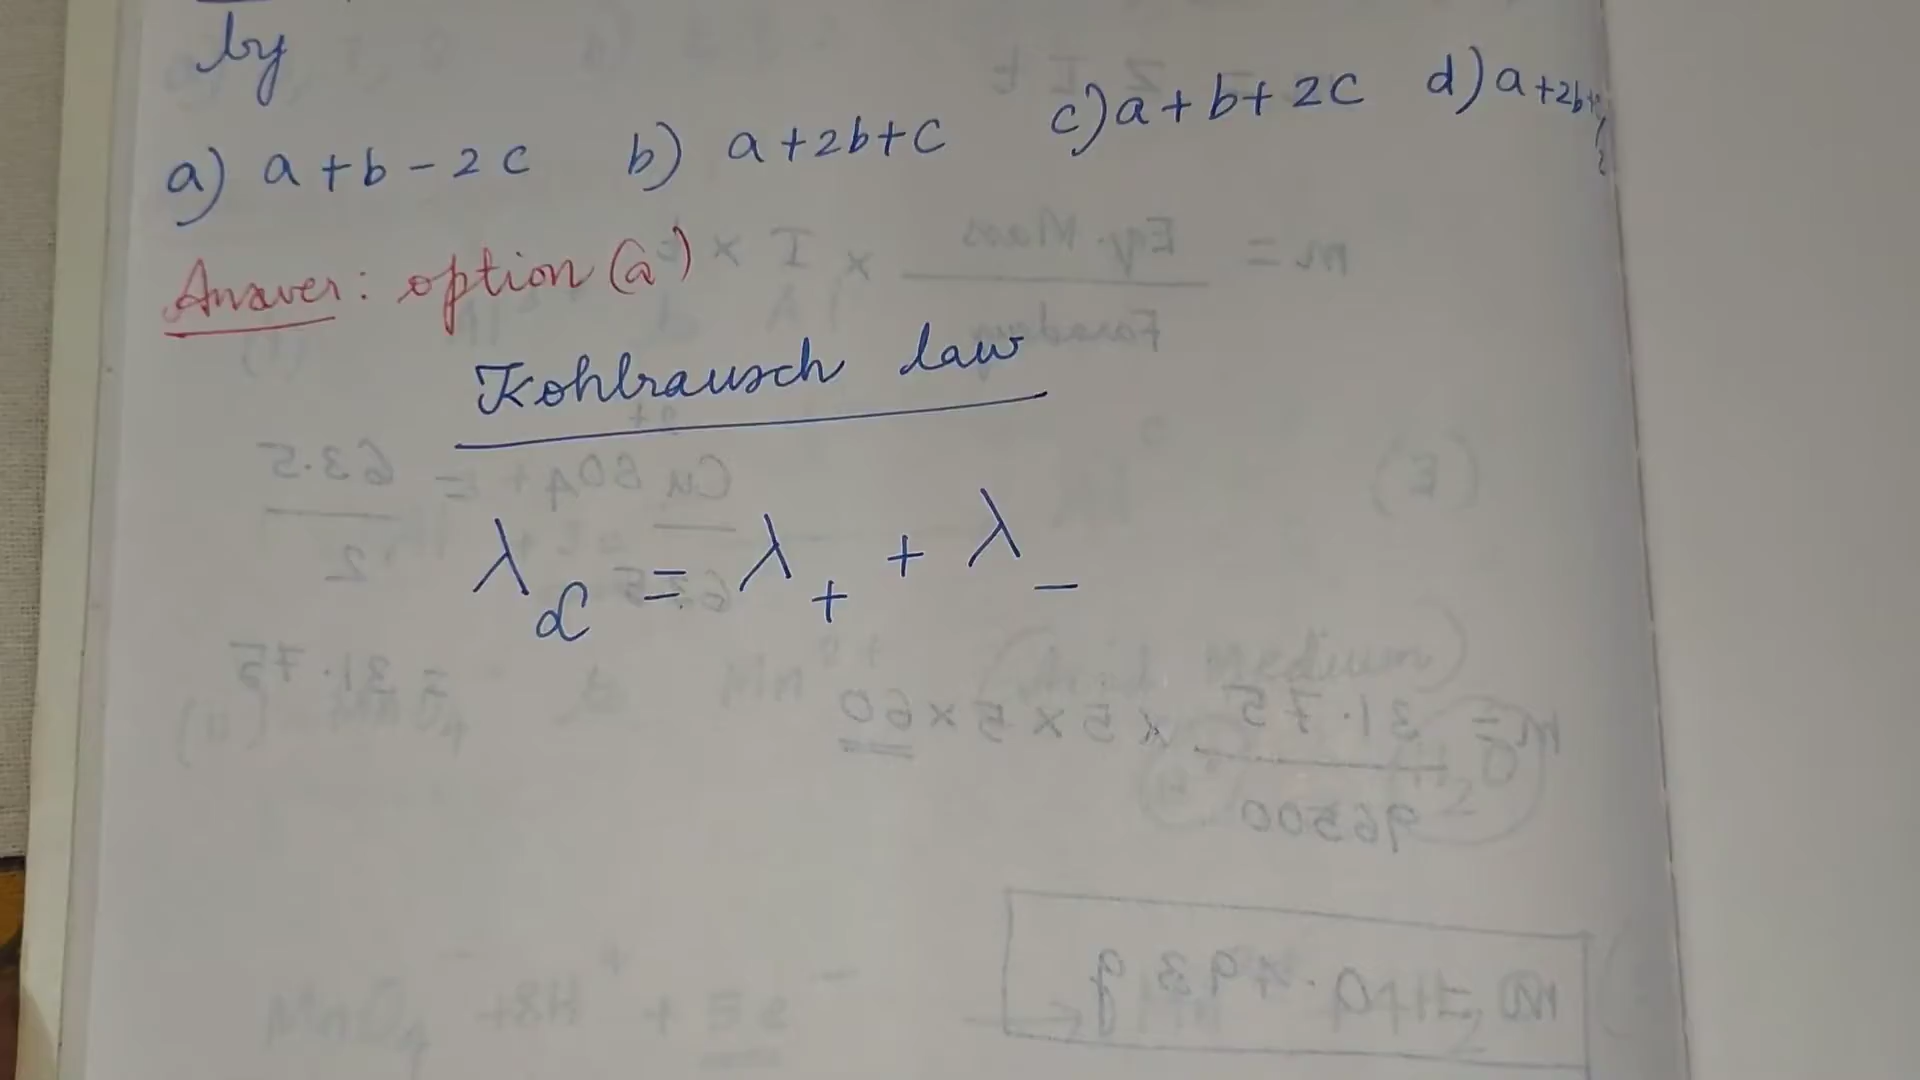 by
a) a + b - 2c b) a + 2b + c c) a + b + 2c d) a + 2b +
Answer: option (a)
Kohlrausch law
λ∝ = λ+ + λ-